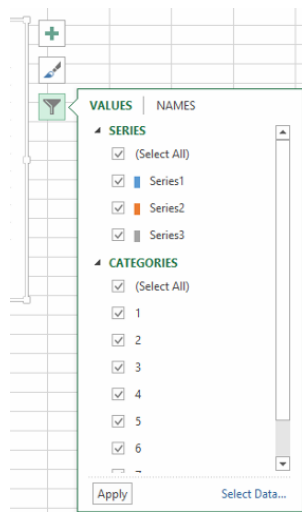 VALUES NAMES
SERIES
(Select All)
Series1
Series2
Series3
CATEGORIES
(Select All)
1
2
3
4
5
6
Apply Select Data...